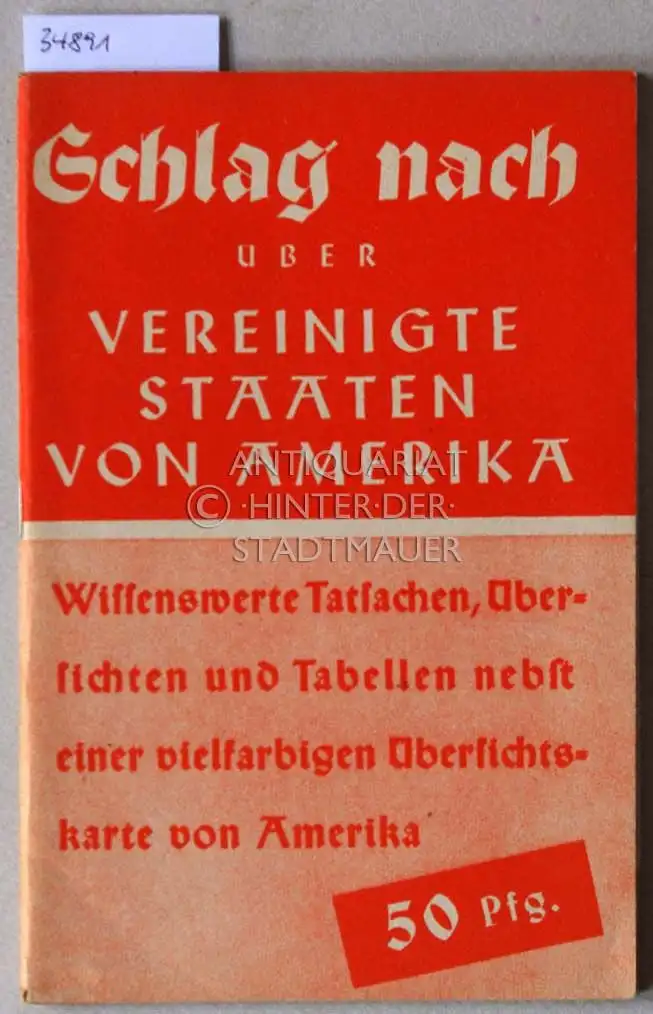 34891
Schlag nach
UBER
VEREINIGTE
STAATEN
VON AMERIKA
ANTIQUARIAT
© ·HINTER·DER·
STADTMAUER
Wiſſenswerte Tatſachen, Über-
ſichten und Tabellen nebſt
einer vielfarbigen Überſichts-
karte von Amerika
50 Pfg.